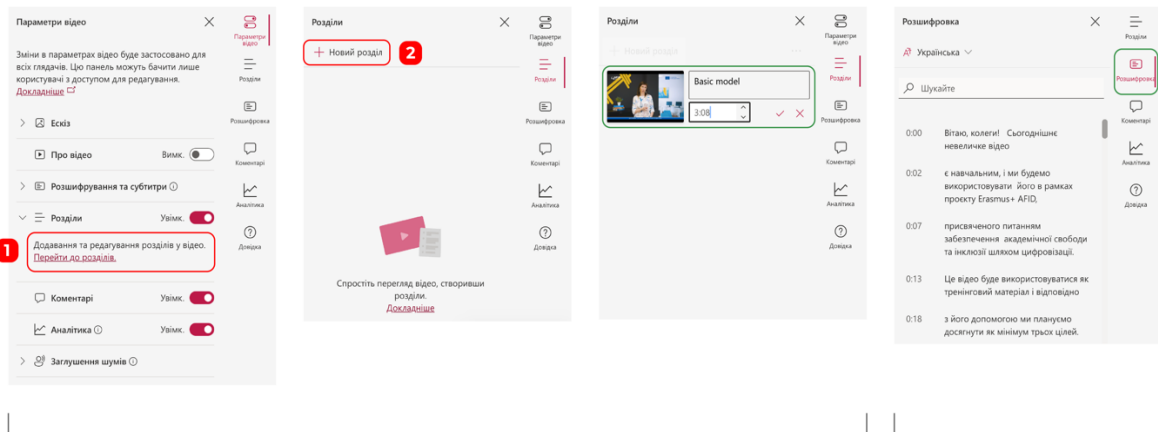 Параметри відео
Зміни в параметрах відео буде застосовано для
всіх глядачів. Цю панель можуть бачити лише
користувачі з доступом для редагування.
Докладніше
Ескіз
Про відео Вимк.
Розшифрування та субтитри
Розділи Увімк.
1
Додавання та редагування розділів у відео.
Перейти до розділів.
Коментарі Увімк.
Аналітика Увімк.
Заглушення шумів
Параметри
відео
Розділи
Розшифровка
Коментарі
Аналітика
Довідка
Розділи
Новий розділ
2
Спростіть перегляд відео, створивши
розділи.
Докладніше
Параметри
відео
Розділи
Розшифровка
Коментарі
Аналітика
Довідка
Розділи
Новий розділ
Basic model
3:08
Параметри
відео
Розділи
Розшифровка
Коментарі
Аналітика
Довідка
Розшифровка
Українська
Шукайте
0:00 Вітаю, колеги! Сьогоднішнє
невеличке відео
0:02 є навчальним, і ми будемо
використовувати його в рамках
проєкту Erasmus+ AFID,
0:07 присвяченого питанням
забезпечення академічної свободи
та інклюзії шляхом цифровізації.
0:13 Це відео буде використовуватися як
тренінговий матеріал і відповідно
0:18 з його допомогою ми плануємо
досягнути як мінімум трьох цілей.
Розділи
Розшифровка
Коментарі
Аналітика
Довідка